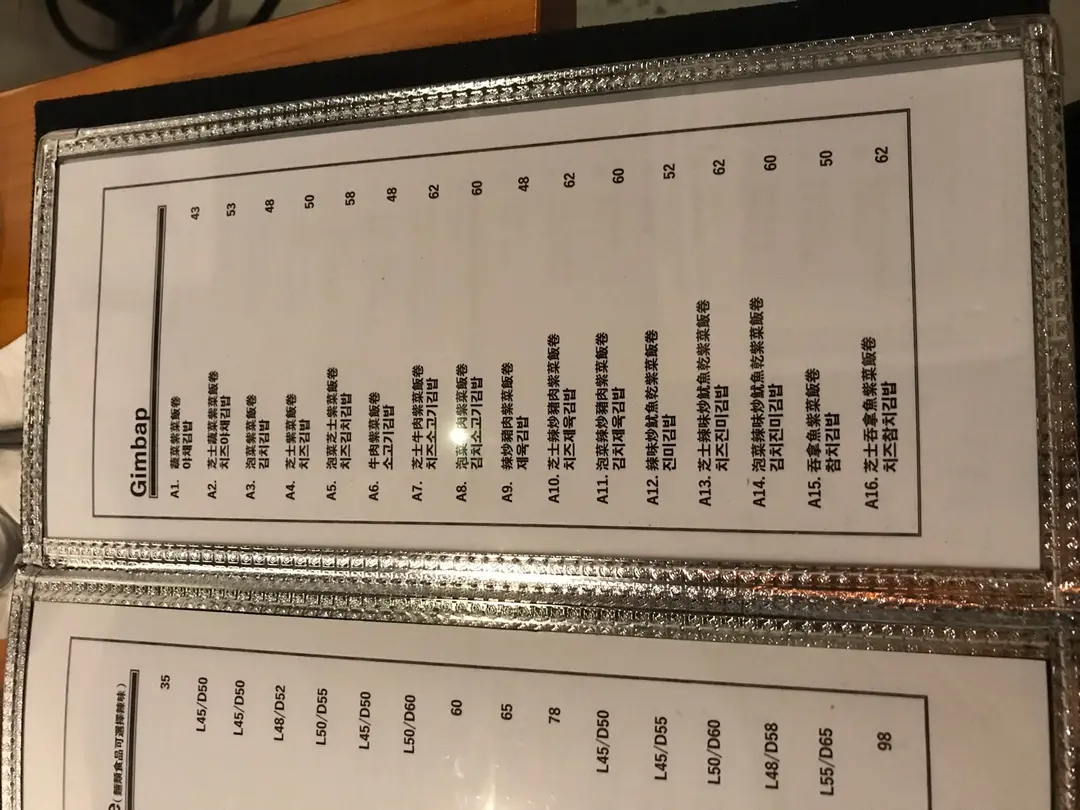 Gimbap
A1. 蔬菜紫菜飯卷 43
야채김밥
A2. 芝士蔬菜紫菜飯卷 53
치즈야채김밥
A3. 泡菜紫菜飯卷 48
김치김밥
A4. 芝士紫菜飯卷 50
치즈김밥
A5. 泡菜芝士紫菜飯卷 58
치즈김치김밥
A6. 牛肉紫菜飯卷 48
소고기김밥
A7. 芝士牛肉紫菜飯卷 62
치즈소고기김밥
A8. 泡菜 肉紫菜飯卷 60
김치소고기김밥
A9. 辣炒豬肉紫菜飯卷 48
제육김밥
A10. 芝士辣炒豬肉紫菜飯卷 62
치즈제육김밥
A11. 泡菜辣炒豬肉紫菜飯卷 60
김치제육김밥
A12. 辣味炒魷魚乾紫菜飯卷 52
진미김밥
A13. 芝士辣味炒魷魚乾紫菜飯卷 62
치즈진미김밥
A14. 泡菜辣味炒魷魚乾紫菜飯卷 60
김치진미김밥
A15. 吞拿魚紫菜飯卷 50
참치김밥
A16. 芝士吞拿魚紫菜飯卷 62
치즈참치김밥
(麵類食品可選擇辣味)
35
L45/D50
L45/D50
L48/D52
L50/D55
L45/D50
L50/D60
60
65
78
L45/D50
L45/D55
L50/D60
L48/D58
L55/D65
98